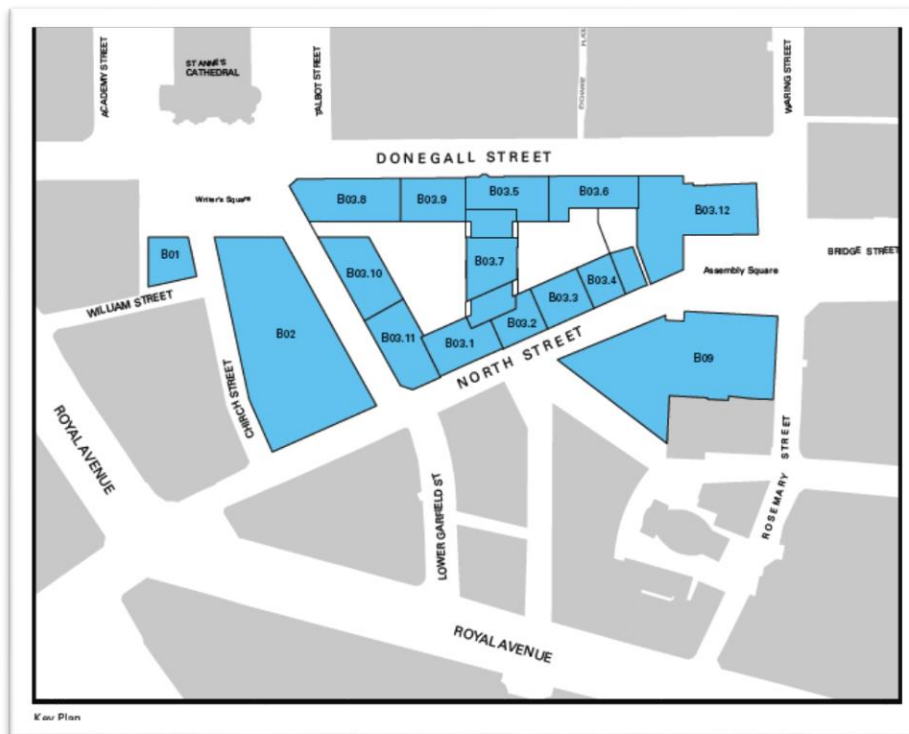 ACADEMY STREET
ST ANNE'S
CATHEDRAL
TALBOT STREET
WARING STREET
DONEGALL STREET
Writer's Square
B03.8
B03.9
B03.5
B03.6
B03.12
B01
B03.10
B03.7
BRIDGE STREET
Assembly Square
WILLIAM STREET
B03.4
B03.3
B02
B03.11
B03.2
B03.1
NORTH STREET
B09
CHIRCH STREET
ROYAL AVENUE
LOWER GARFIELD ST
ROSEMARY STREET
ROYAL AVENUE
Key Plan